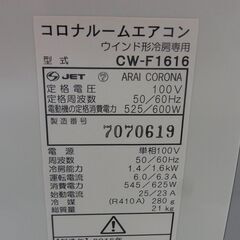 コロナルームエアコン
ウインド形冷房専用
型式 CW-F1616
JET ARAI CORONA
定格電圧 100V
定格周波数 50/60Hz
電動機の定格消費電力 525/600W
製造番号 7070619
電源 単相100V
周波数 50/60Hz
冷房能力 1.4/1.6kW
運転電流 6.0/6.3A
消費電力 545/625W
始動電流 25/23A
冷媒 (R410A) 280g
総質量 21kg